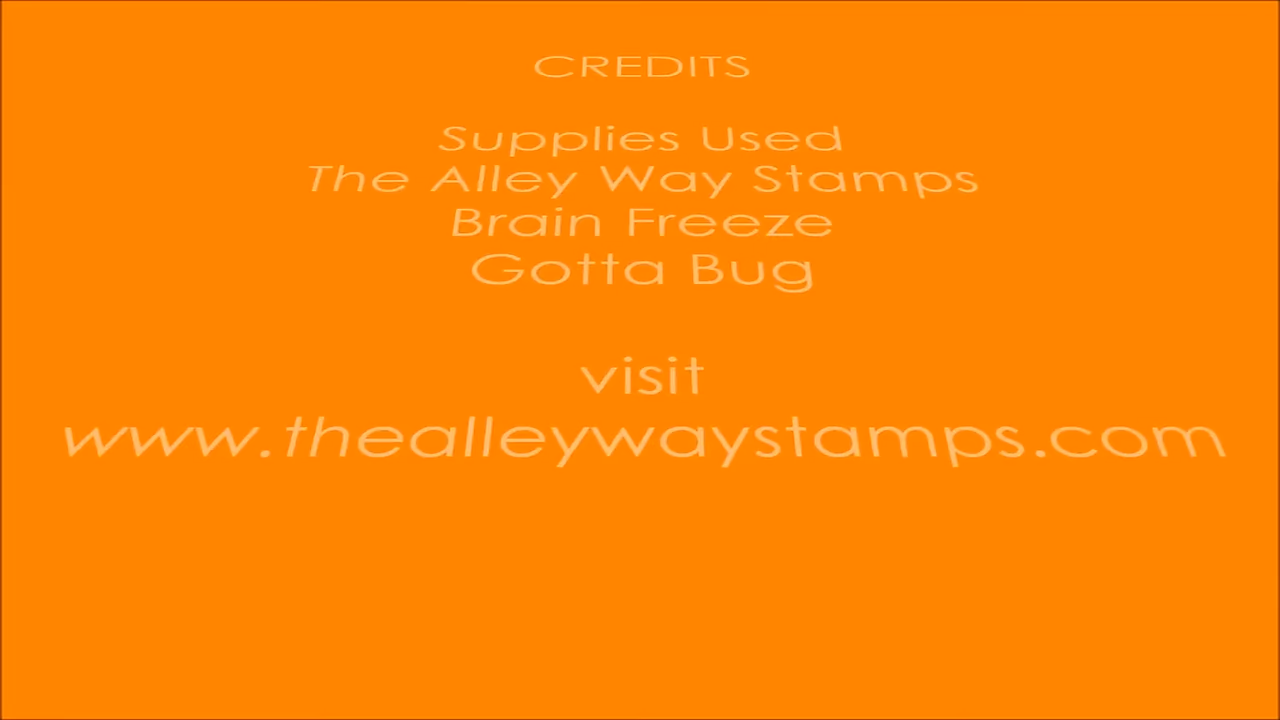 CREDITS
Supplies Used
The Alley Way Stamps
Brain Freeze
Gotta Bug
visit
www.thealleywaystamps.com